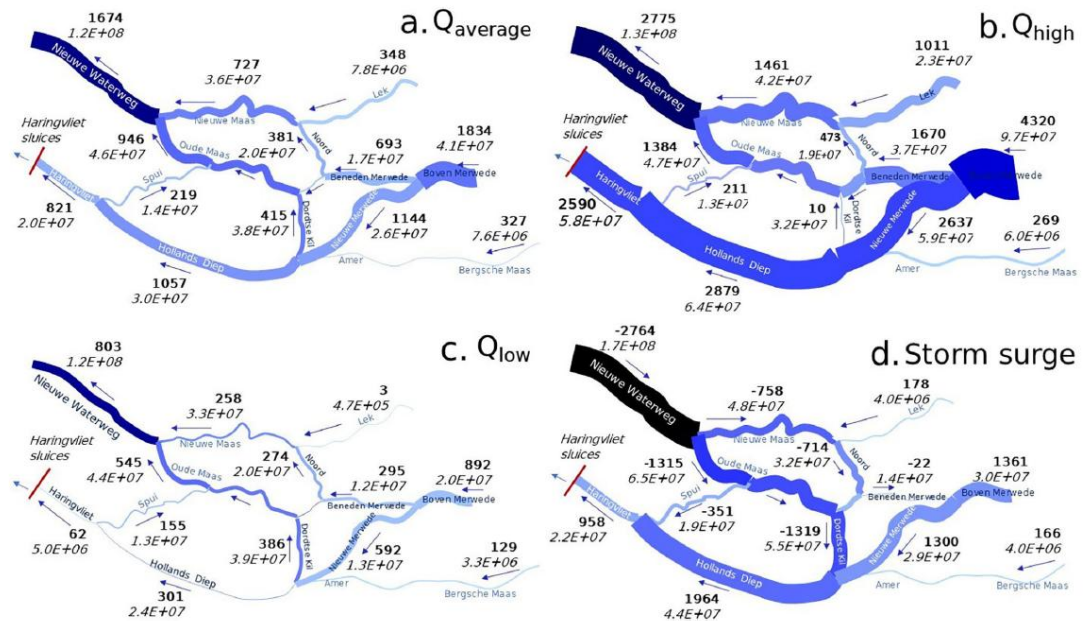 a. Qaverage
1674
1.2E+08
Nieuwe Waterweg
727
3.6E+07
Nieuwe Maas
348
7.8E+06
Lek
Haringvliet
sluices
946
4.6E+07
Oude Maas
381
2.0E+07
Noord
693
1.7E+07
Beneden Merwede
1834
4.1E+07
Boven Merwede
Haringvliet
821
2.0E+07
Spui
219
1.4E+07
415
3.8E+07
Dordtse Kil
Nieuwe Merwede
1144
2.6E+07
327
7.6E+06
Amer
Bergsche Maas
Hollands Diep
1057
3.0E+07
b. Qhigh
2775
1.3E+08
Nieuwe Waterweg
1461
4.2E+07
Nieuwe Maas
1011
2.3E+07
Lek
Haringvliet
sluices
1384
4.7E+07
Oude Maas
473
1.9E+07
Noord
1670
3.7E+07
Beneden Merwede
4320
9.7E+07
Boven Merwede
Haringvliet
2590
5.8E+07
Spui
211
1.3E+07
10
3.2E+07
Dordtse
Kil
Nieuwe Merwede
2637
5.9E+07
269
6.0E+06
Amer
Bergsche Maas
Hollands Diep
2879
6.4E+07
c. Qlow
803
1.2E+08
Nieuwe Waterweg
258
3.3E+07
Nieuwe Maas
3
4.7E+05
Lek
Haringvliet
sluices
545
4.4E+07
Oude Maas
274
2.0E+07
Noord
295
1.2E+07
Beneden Merwede
892
2.0E+07
Boven Merwede
Haringvliet
62
5.0E+06
Spui
155
1.3E+07
386
3.9E+07
Dordtse Kil
Nieuwe Merwede
592
1.3E+07
129
3.3E+06
Amer
Bergsche Maas
Hollands Diep
301
2.4E+07
d. Storm surge
-2764
1.7E+08
Nieuwe Waterweg
-758
4.8E+07
Nieuwe Maas
178
4.0E+06
Lek
Haringvliet
sluices
-1315
6.5E+07
Oude Maas
-714
3.2E+07
Noord
-22
1.4E+07
Beneden Merwede
1361
3.0E+07
Boven Merwede
Haringvliet
958
2.2E+07
Spui
-351
1.9E+07
-1319
5.5E+07
Dordtse Kil
Nieuwe Merwede
1300
2.9E+07
166
4.0E+06
Amer
Bergsche Maas
Hollands Diep
1964
4.4E+07